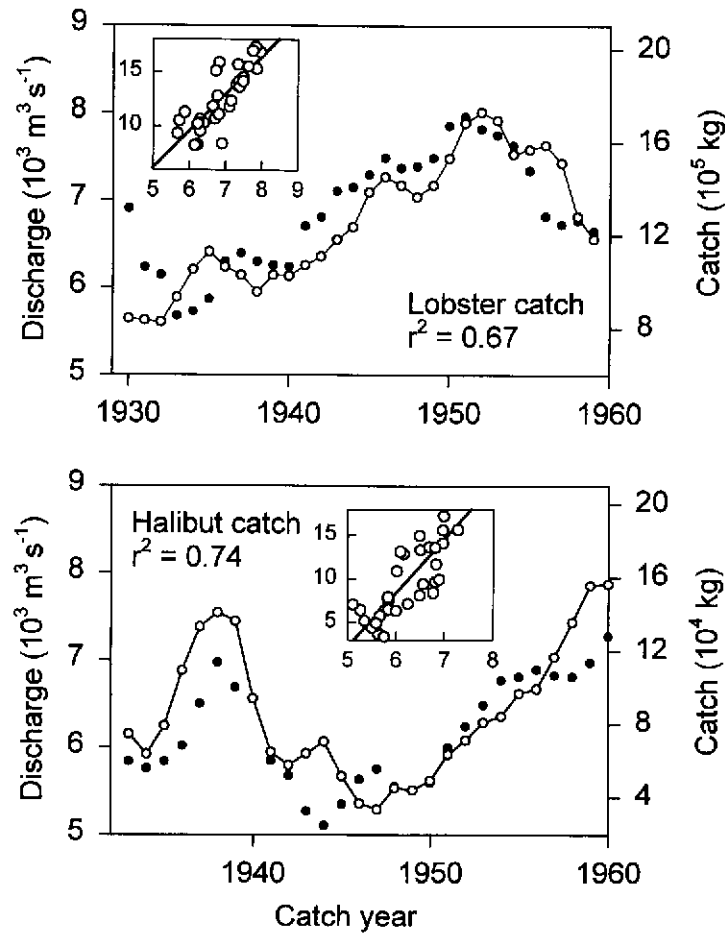 9
8
7
6
5
Discharge (10³ m³ s⁻¹)
15
10
5 6 7 8 9
20
16
12
8
Catch (10⁵ kg)
Lobster catch
r² = 0.67
1930 1940 1950 1960
9
8
7
6
5
Discharge (10³ m³ s⁻¹)
Halibut catch
r² = 0.74
15
10
5
5 6 7 8
20
16
12
8
4
Catch (10⁴ kg)
1940 1950 1960
Catch year